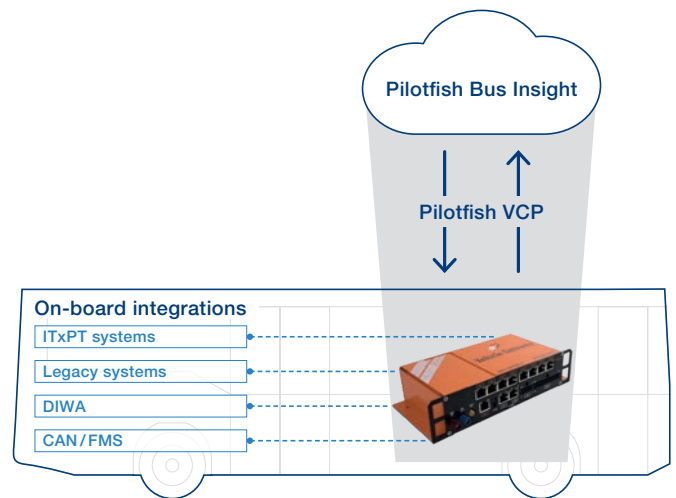 Pilotfish Bus Insight
Pilotfish VCP
On-board integrations
ITxPT systems
Legacy systems
DIWA
CAN/FMS